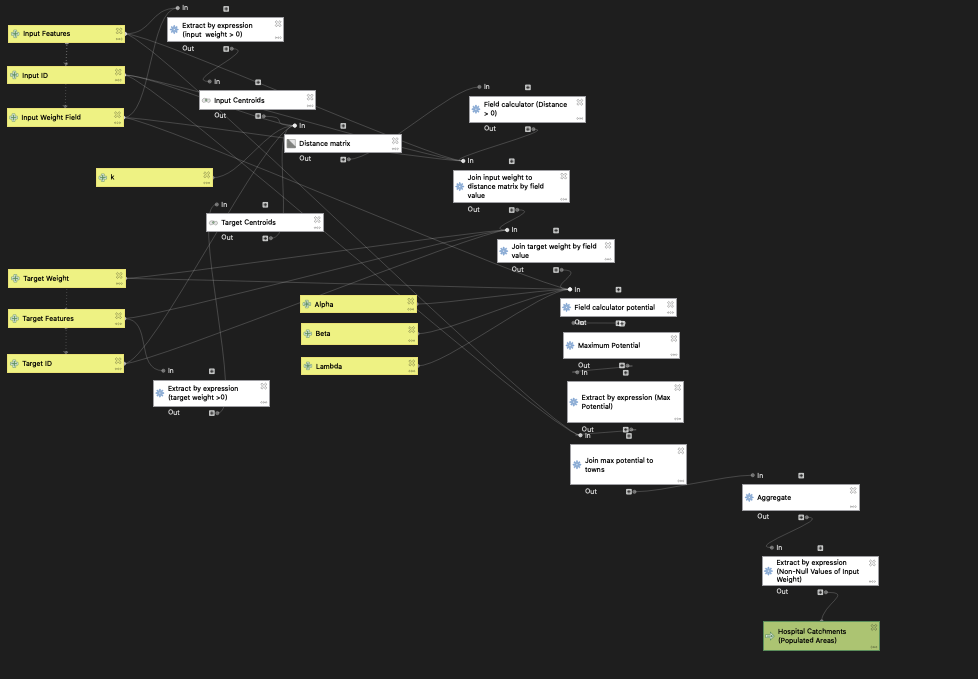 In
Input Features
Extract by expression
(input weight > 0)
Out
Input ID
In
Input Centroids
Out
Input Weight Field
In
Distance matrix
Out
In
Field calculator (Distance
> 0)
Out
k
In
Join input weight to
distance matrix by field
value
Out
In
Target Centroids
Out
In
Join target weight by field
value
Out
Target Weight
Target Features
Target ID
Alpha
Beta
Lambda
In
Field calculator potential
Out
Maximum Potential
Out
In
Extract by expression
(target weight >0)
Out
In
Extract by expression (Max
Potential)
Out
In
Join max potential to
towns
Out
In
Aggregate
Out
In
Extract by expression
(Non-Null Values of Input
Weight)
Out
Hospital Catchments
(Populated Areas)